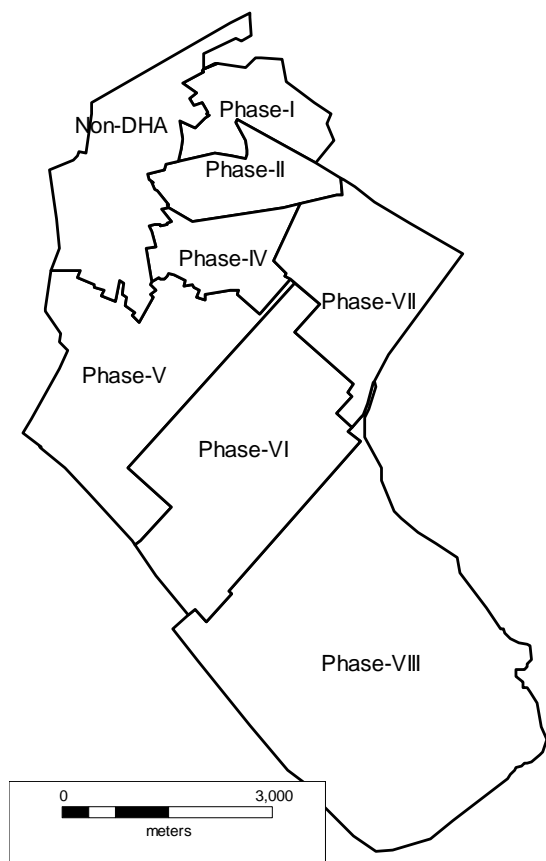 Phase-I
Non-DHA
Phase-II
Phase-IV
Phase-VII
Phase-V
Phase-VI
Phase-VIII
0 3,000
meters